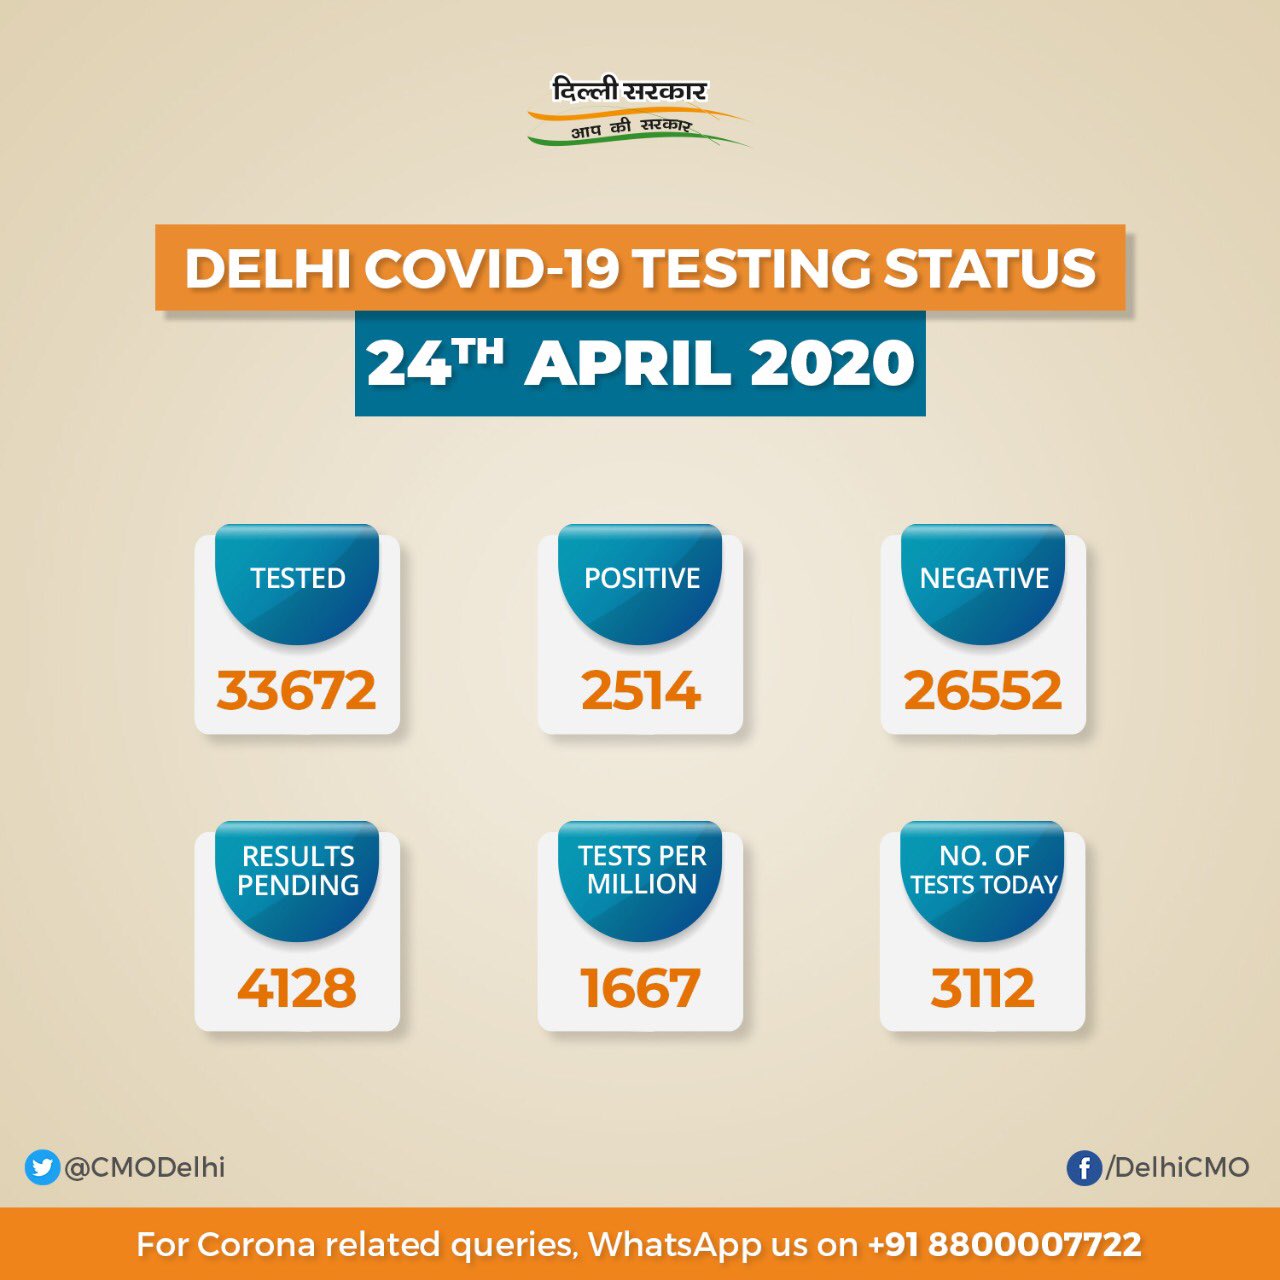 दिल्ली सरकार
आप की सरकार
DELHI COVID-19 TESTING STATUS
24TH APRIL 2020
TESTED
33672
POSITIVE
2514
NEGATIVE
26552
RESULTS
PENDING
4128
TESTS PER
MILLION
1667
NO. OF
TESTS TODAY
3112
@CMODelhi
/DelhiCMO
For Corona related queries, WhatsApp us on +91 8800007722